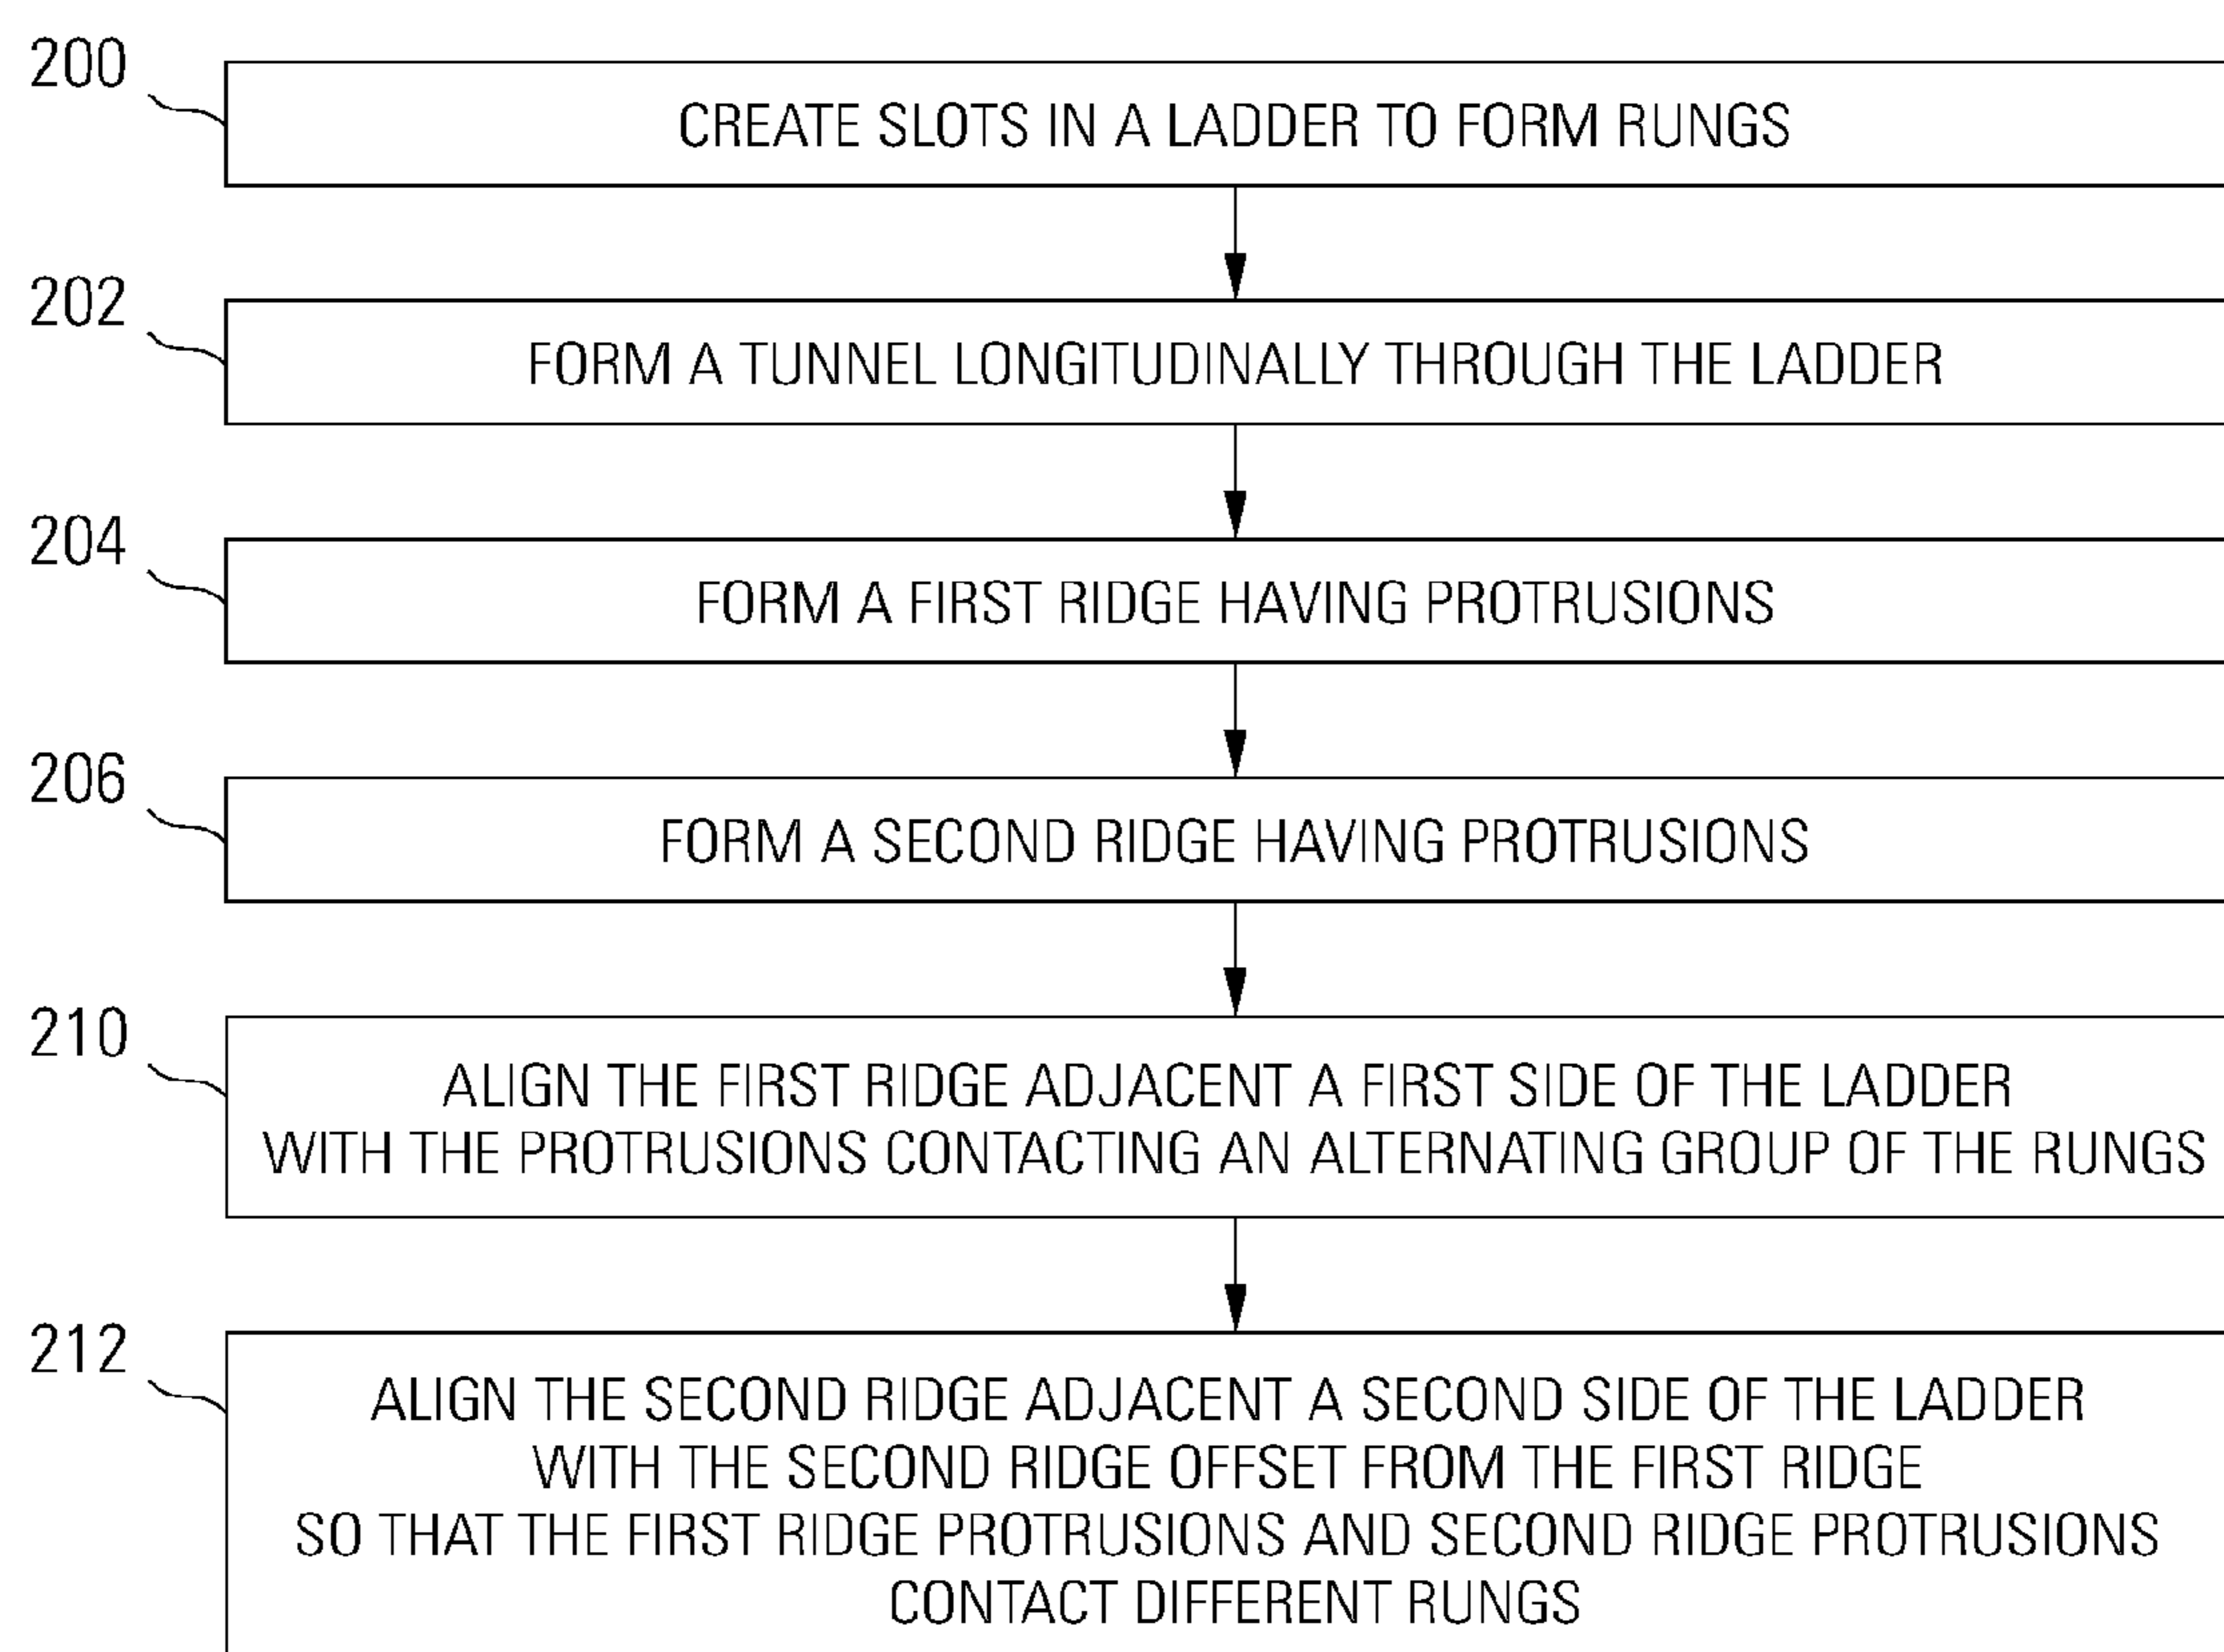 200
CREATE SLOTS IN A LADDER TO FORM RUNGS
202
FORM A TUNNEL LONGITUDINALLY THROUGH THE LADDER
204
FORM A FIRST RIDGE HAVING PROTRUSIONS
206
FORM A SECOND RIDGE HAVING PROTRUSIONS
210
ALIGN THE FIRST RIDGE ADJACENT A FIRST SIDE OF THE LADDER
WITH THE PROTRUSIONS CONTACTING AN ALTERNATING GROUP OF THE RUNGS
212
ALIGN THE SECOND RIDGE ADJACENT A SECOND SIDE OF THE LADDER
WITH THE SECOND RIDGE OFFSET FROM THE FIRST RIDGE
SO THAT THE FIRST RIDGE PROTRUSIONS AND SECOND RIDGE PROTRUSIONS
CONTACT DIFFERENT RUNGS